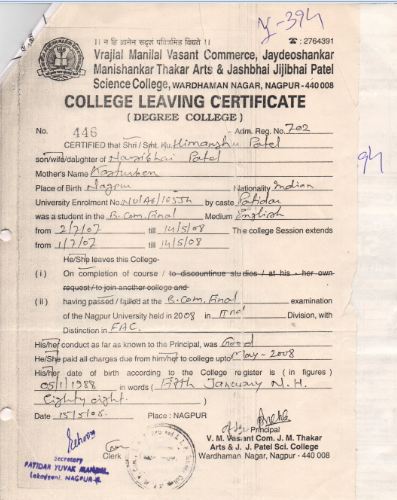 y-394
॥ न हि ज्ञानेन सदृशं पवित्रमिह विद्यते ॥ ☎ : 2764391
Vrajlal Manilal Vasant Commerce, Jaydeoshankar
Manishankar Thakar Arts & Jashbhai Jijibhai Patel
Science College, WARDHAMAN NAGAR, NAGPUR - 440 008
COLLEGE LEAVING CERTIFICATE
( DEGREE COLLEGE )
No. 446 Adm. Reg. No. 702
CERTIFIED that Shri / Smt. Ku. Himanshu Patel
son/wife/daughter of Patel
Mother's Name Kasturben
Place of Birth Nagpur Nationality Indian
University Enrolment No. by caste Patidar
was a student in the B.Com. Final Medium English
from 2/7/07 till 14/5/08 The college Session extends
from 1/7/07 till 14/5/08
He/She leaves this College-
( i ) On completion of course / to discontinue studies / at his - her own
request / to join another college and-
( ii ) having passed / failed at the B.Com. Final examination
of the Nagpur University held in 2008 in IInd Division, with
Distinction in FAC.
His/her conduct as far as known to the Principal, was Good
He/She paid all charges due from him/her to college upto May - 2008
His/her date of birth according to the College register is ( in figures )
05/1/1988 in words ( Fifth January N. H.
Eighty eight. )
Date 15/5/08. Place : NAGPUR
Principal
Clerk
V. M. Vasant Com. J. M. Thakar
Arts & J. J. Patel Sci. College
Wardhaman Nagar, Nagpur - 440 008
Secretary
PATIDAR YUVAK MANDAL
Lakadganj, NAGPUR-8
94